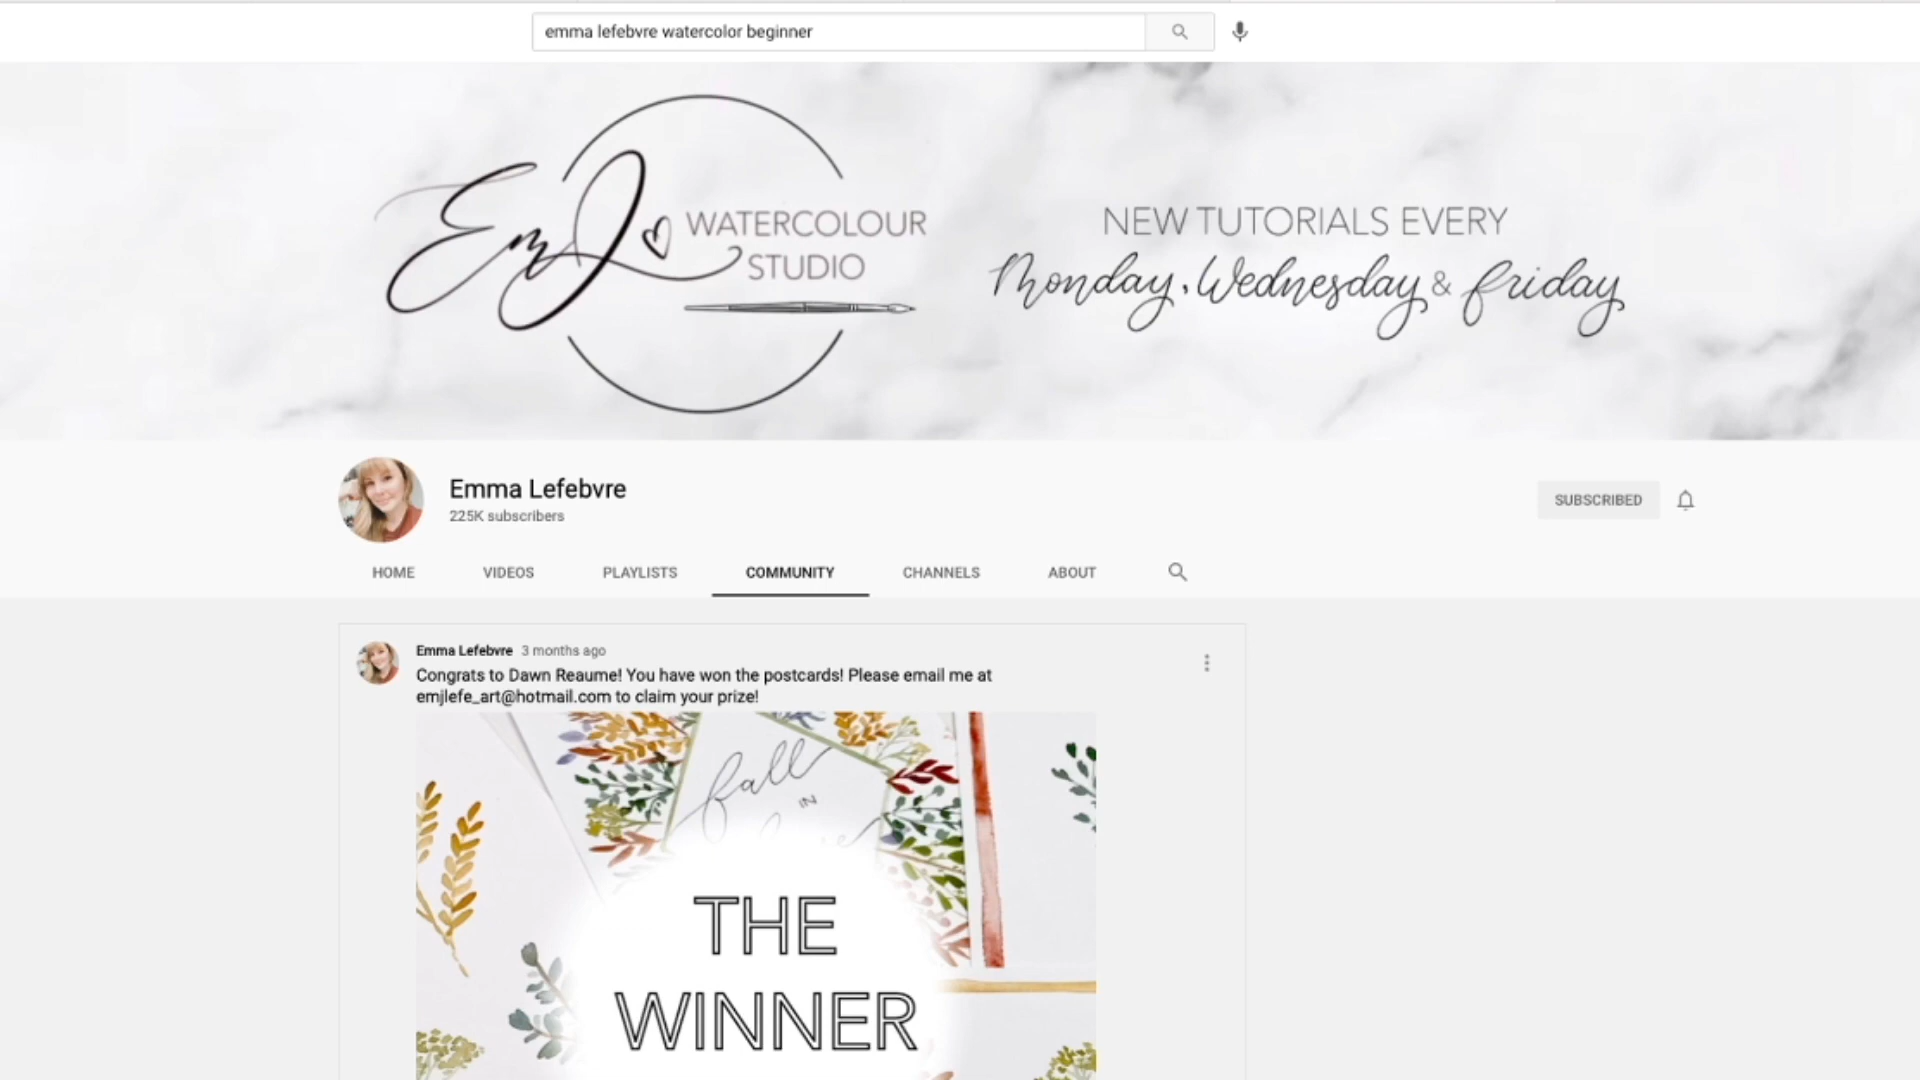 emma lefebvre watercolor beginner
EmJ WATERCOLOUR
STUDIO
NEW TUTORIALS EVERY
Monday, Wednesday & Friday
Emma Lefebvre
225K subscribers
SUBSCRIBED
HOME VIDEOS PLAYLISTS COMMUNITY CHANNELS ABOUT
Emma Lefebvre 3 months ago
Congrats to Dawn Reaume! You have won the postcards! Please email me at
emjlefe_art@hotmail.com to claim your prize!
fall
IN
THE
WINNER